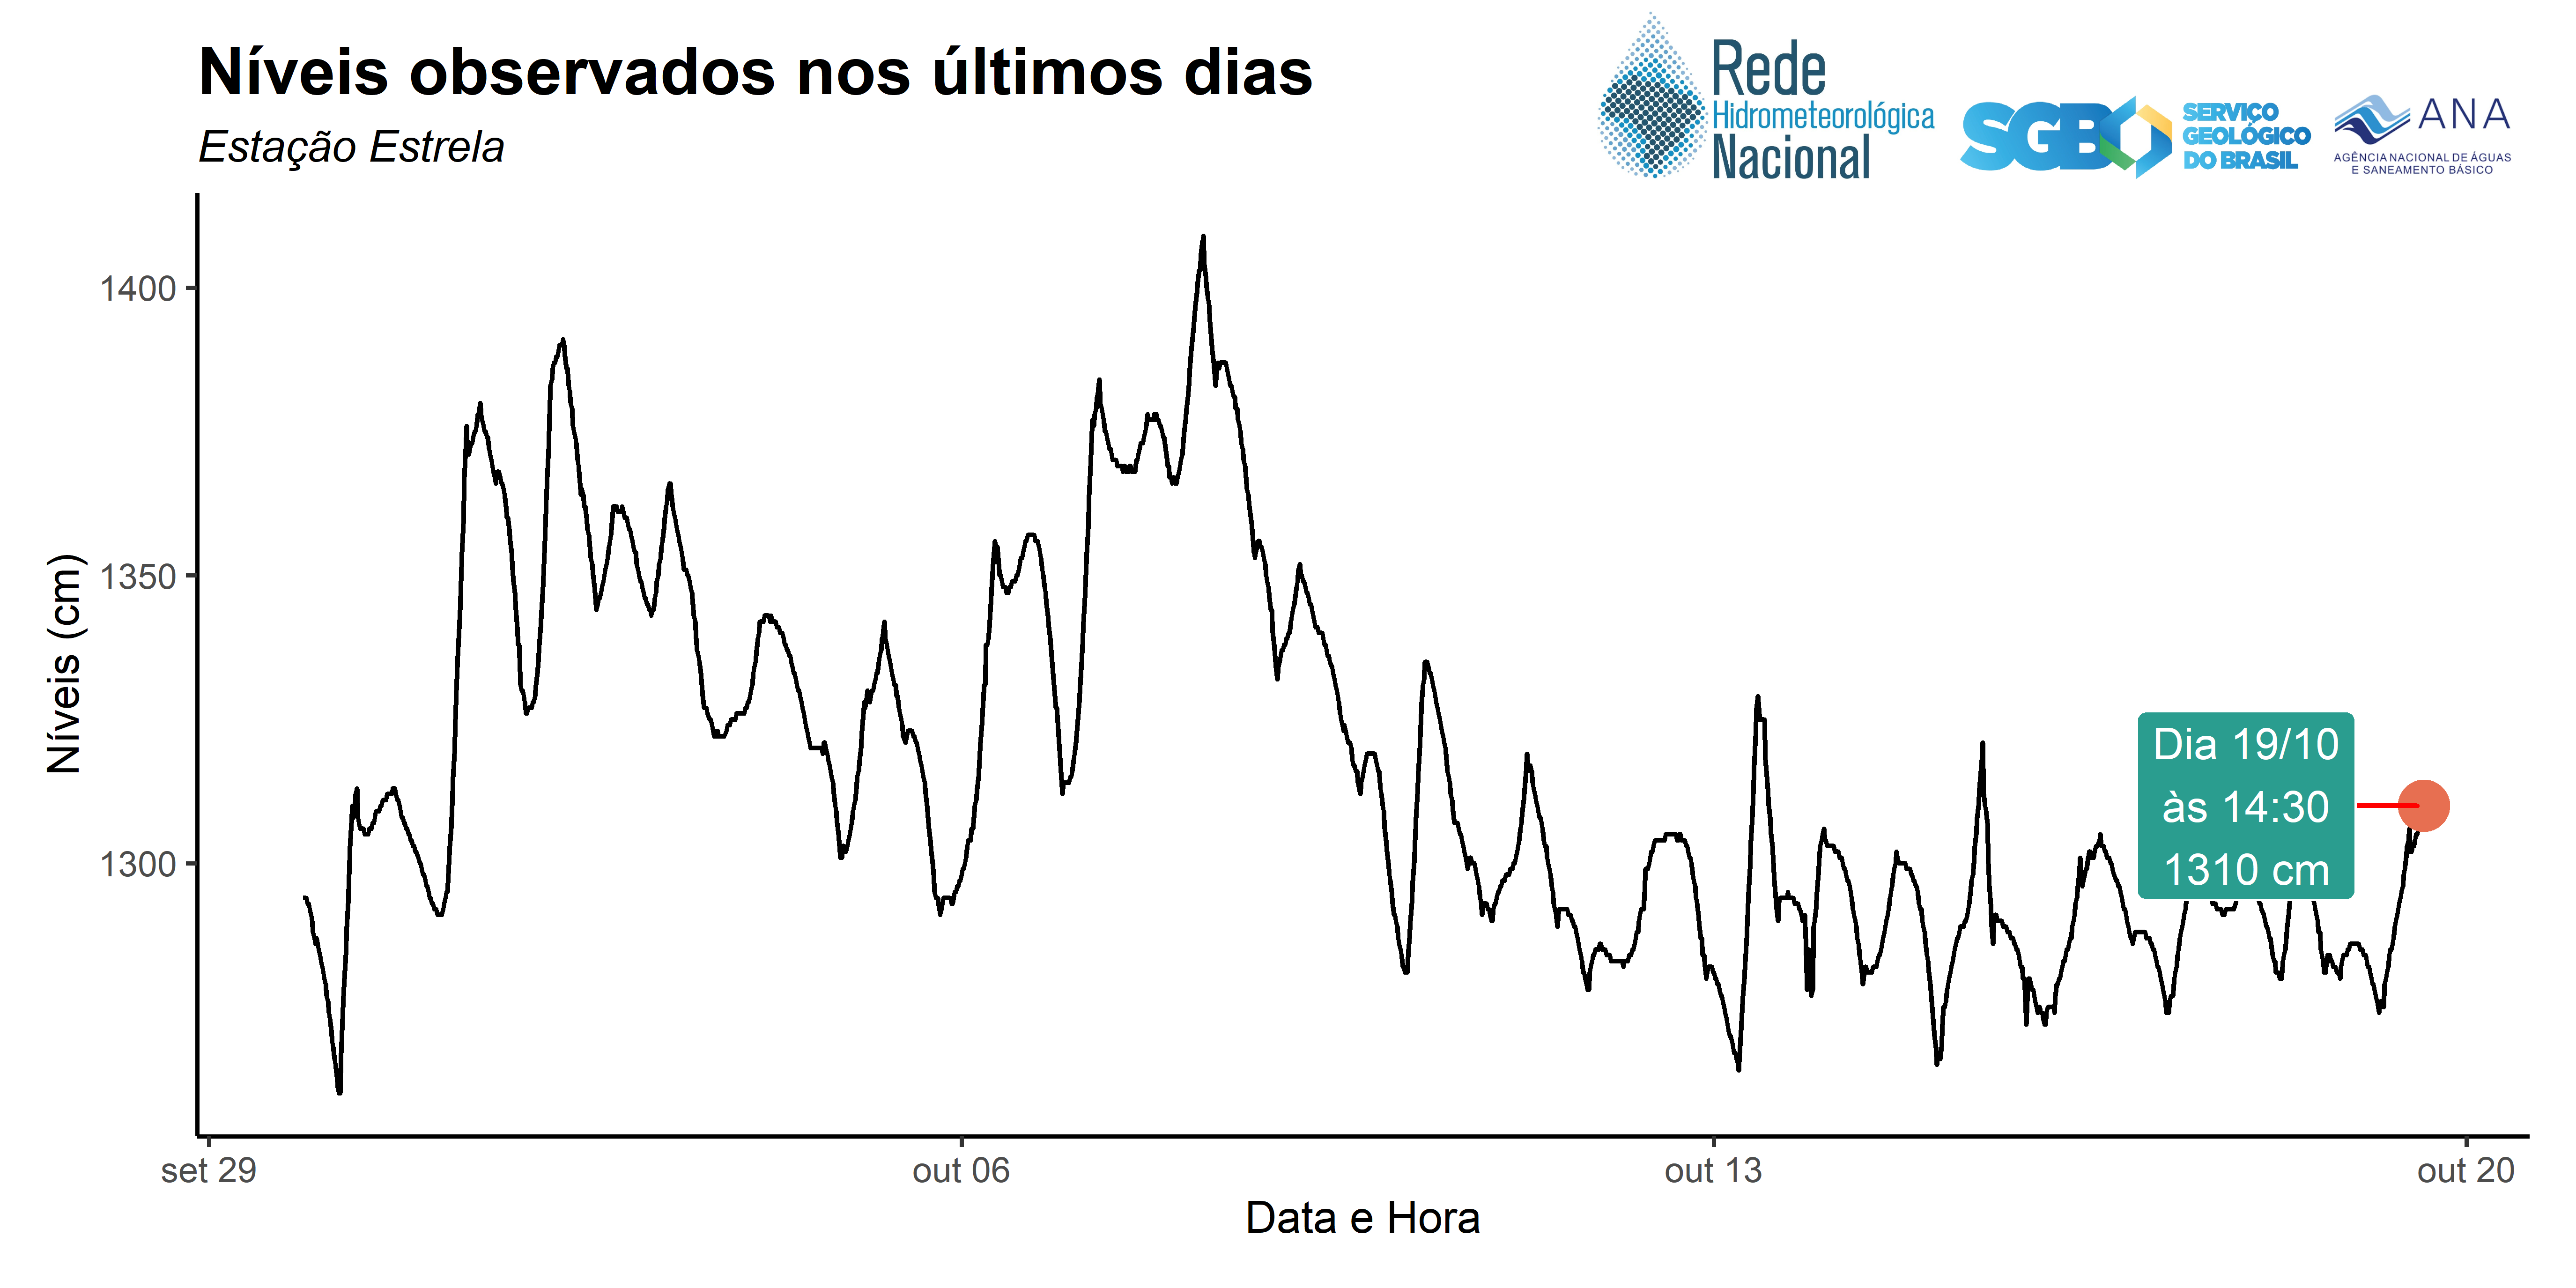 Níveis observados nos últimos dias
Estação Estrela
Rede
Hidrometeorológica
Nacional
SGB
SERVIÇO
GEOLÓGICO
DO BRASIL
ANA
AGÊNCIA NACIONAL DE ÁGUAS
E SANEAMENTO BÁSICO
Níveis (cm)
1400
1350
1300
Dia 19/10
às 14:30
1310 cm
set 29
out 06
out 13
out 20
Data e Hora